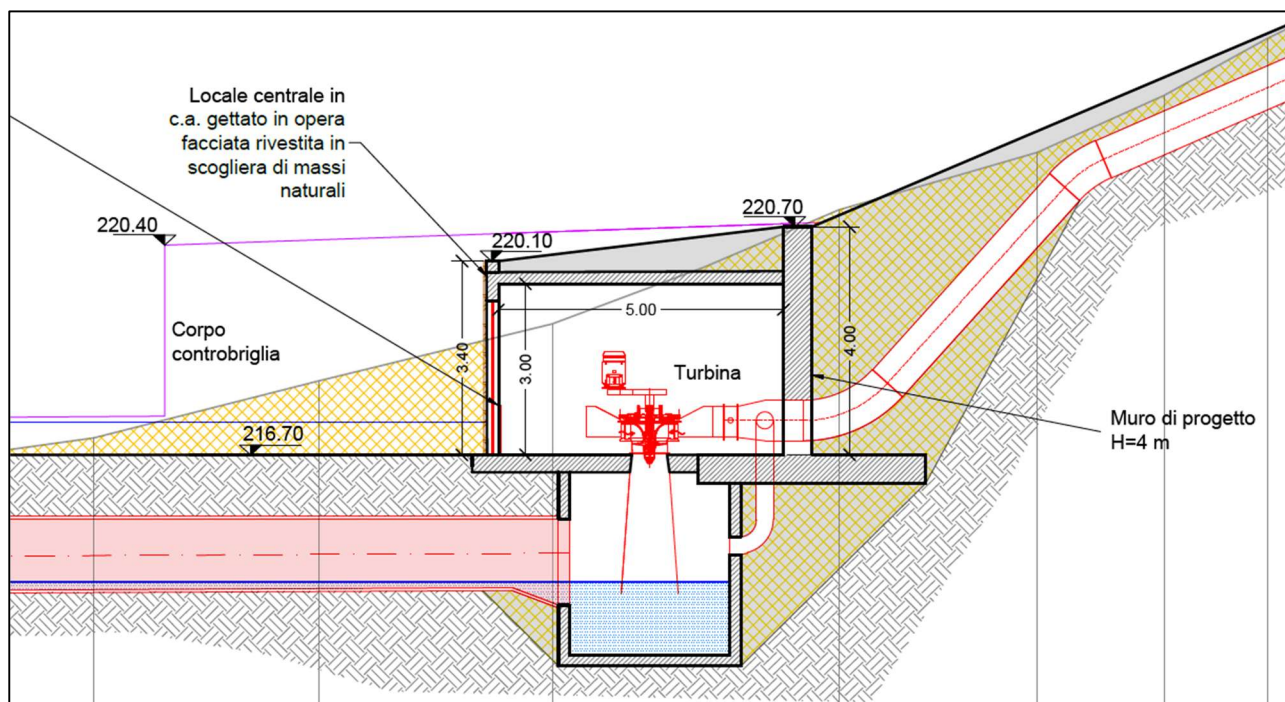 Locale centrale in
c.a. gettato in opera
facciata rivestita in
scogliera di massi
naturali
220.40
220.70
220.10
Corpo
controbriglia
3.40
3.00
5.00
4.00
Turbina
Muro di progetto
H=4 m
216.70